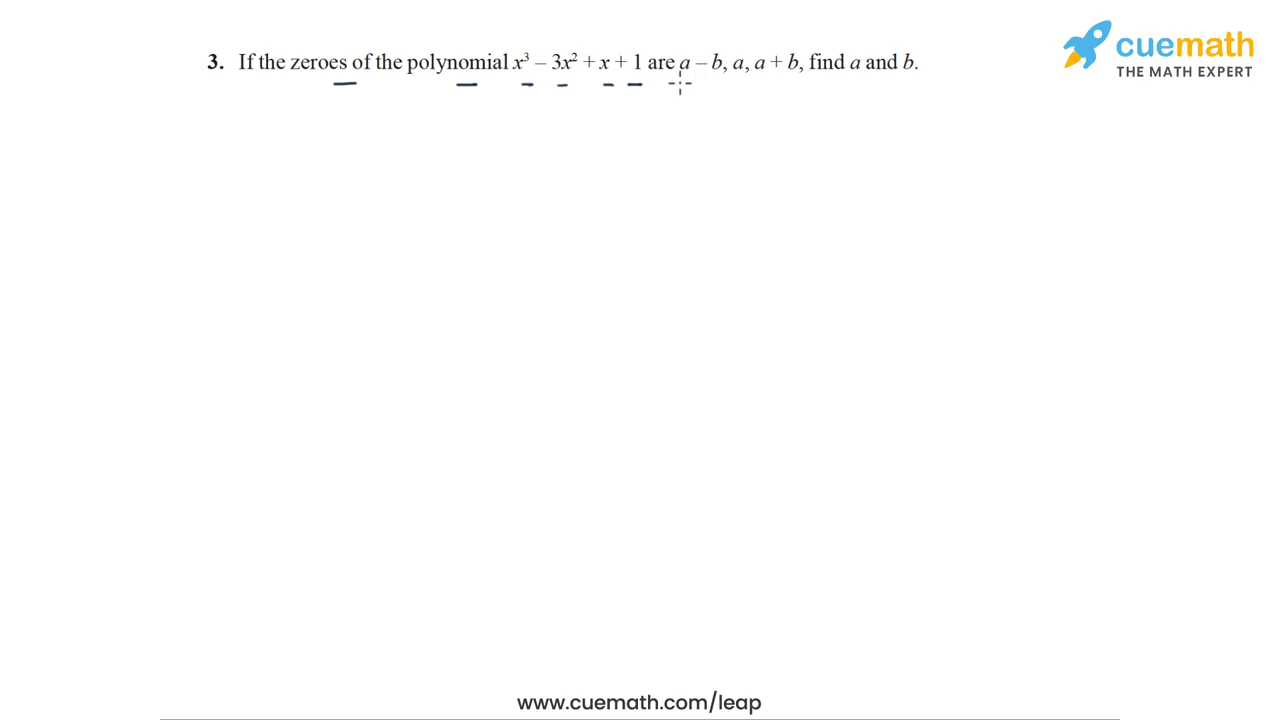 3. If the zeroes of the polynomial x³ – 3x² + x + 1 are a – b, a, a + b, find a and b.
cuemath
THE MATH EXPERT
www.cuemath.com/leap